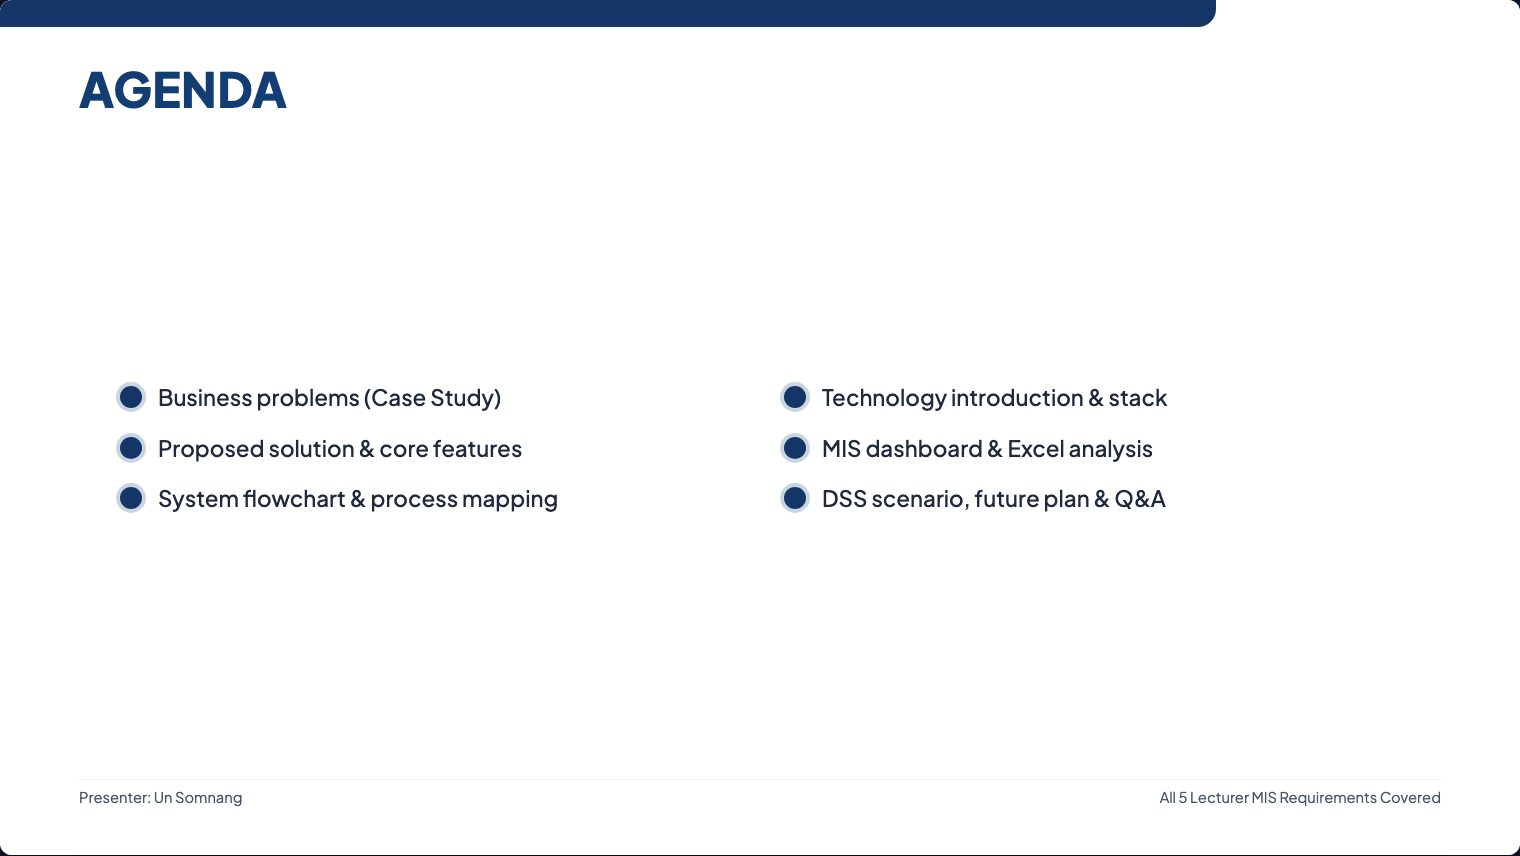 AGENDA
Business problems (Case Study)
Proposed solution & core features
System flowchart & process mapping
Technology introduction & stack
MIS dashboard & Excel analysis
DSS scenario, future plan & Q&A
Presenter: Un Somnang
All 5 Lecturer MIS Requirements Covered